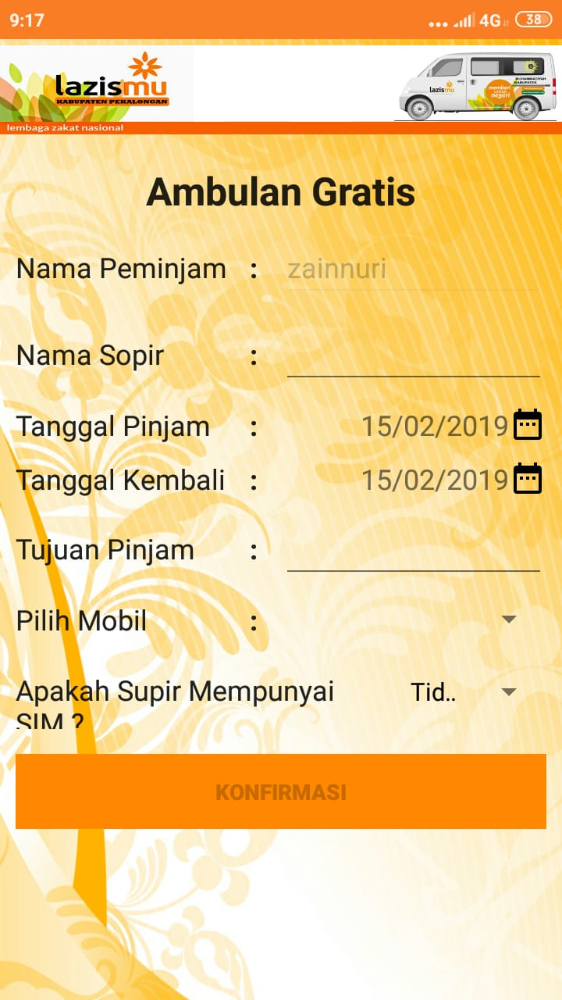 9:17
4G
38
lazismu
KABUPATEN PEKALONGAN
lembaga zakat nasional
lazismu
memberi
untuk
negeri
MUHAMMADIYAH
KABUPATEN
Ambulan Gratis
Nama Peminjam : zainnuri
Nama Sopir :
Tanggal Pinjam : 15/02/2019
Tanggal Kembali : 15/02/2019
Tujuan Pinjam :
Pilih Mobil :
Apakah Supir Mempunyai Tid..
SIM ?
KONFIRMASI